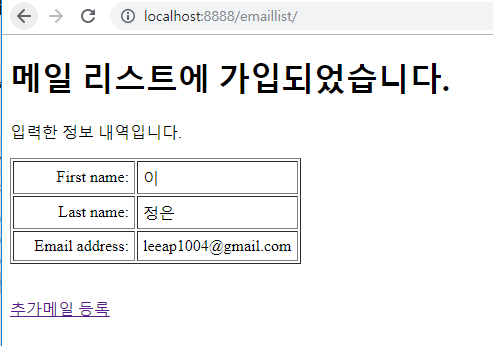 localhost:8888/emaillist/
메일 리스트에 가입되었습니다.
입력한 정보 내역입니다.
First name: 이
Last name: 정은
Email address: leeap1004@gmail.com
추가메일 등록